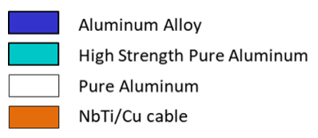 Aluminum Alloy
High Strength Pure Aluminum
Pure Aluminum
NbTi/Cu cable